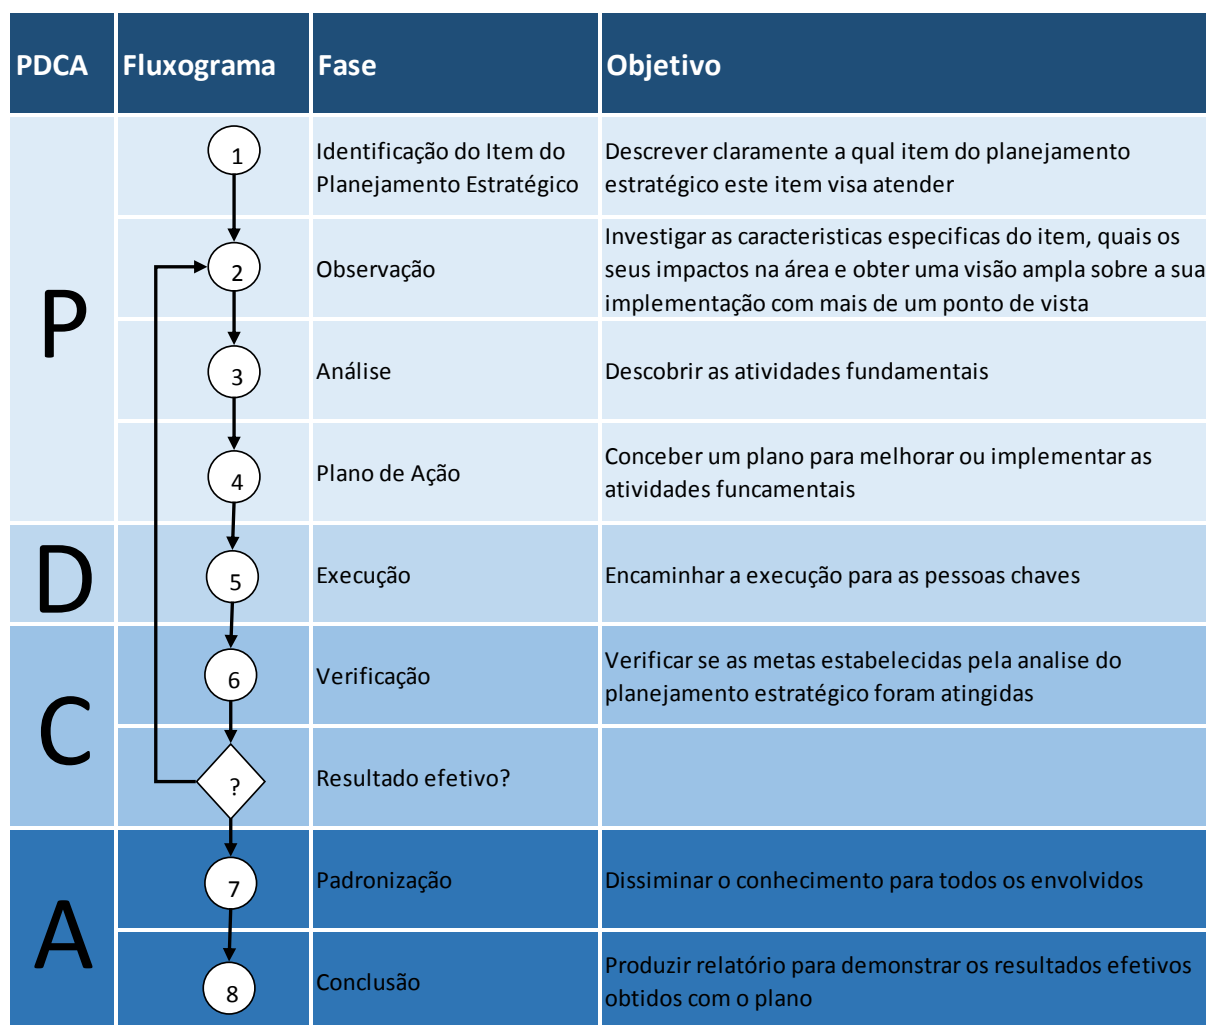 PDCA Fluxograma Fase Objetivo
P
1
Identificação do Item do
Planejamento Estratégico
Descrever claramente a qual item do planejamento
estratégico este item visa atender
2
Observação
Investigar as caracteristicas especificas do item, quais os
seus impactos na área e obter uma visão ampla sobre a sua
implementação com mais de um ponto de vista
3
Análise
Descobrir as atividades fundamentais
4
Plano de Ação
Conceber um plano para melhorar ou implementar as
atividades funcamentais
D
5
Execução
Encaminhar a execução para as pessoas chaves
C
6
Verificação
Verificar se as metas estabelecidas pela analise do
planejamento estratégico foram atingidas
?
Resultado efetivo?
A
7
Padronização
Dissiminar o conhecimento para todos os envolvidos
8
Conclusão
Produzir relatório para demonstrar os resultados efetivos
obtidos com o plano